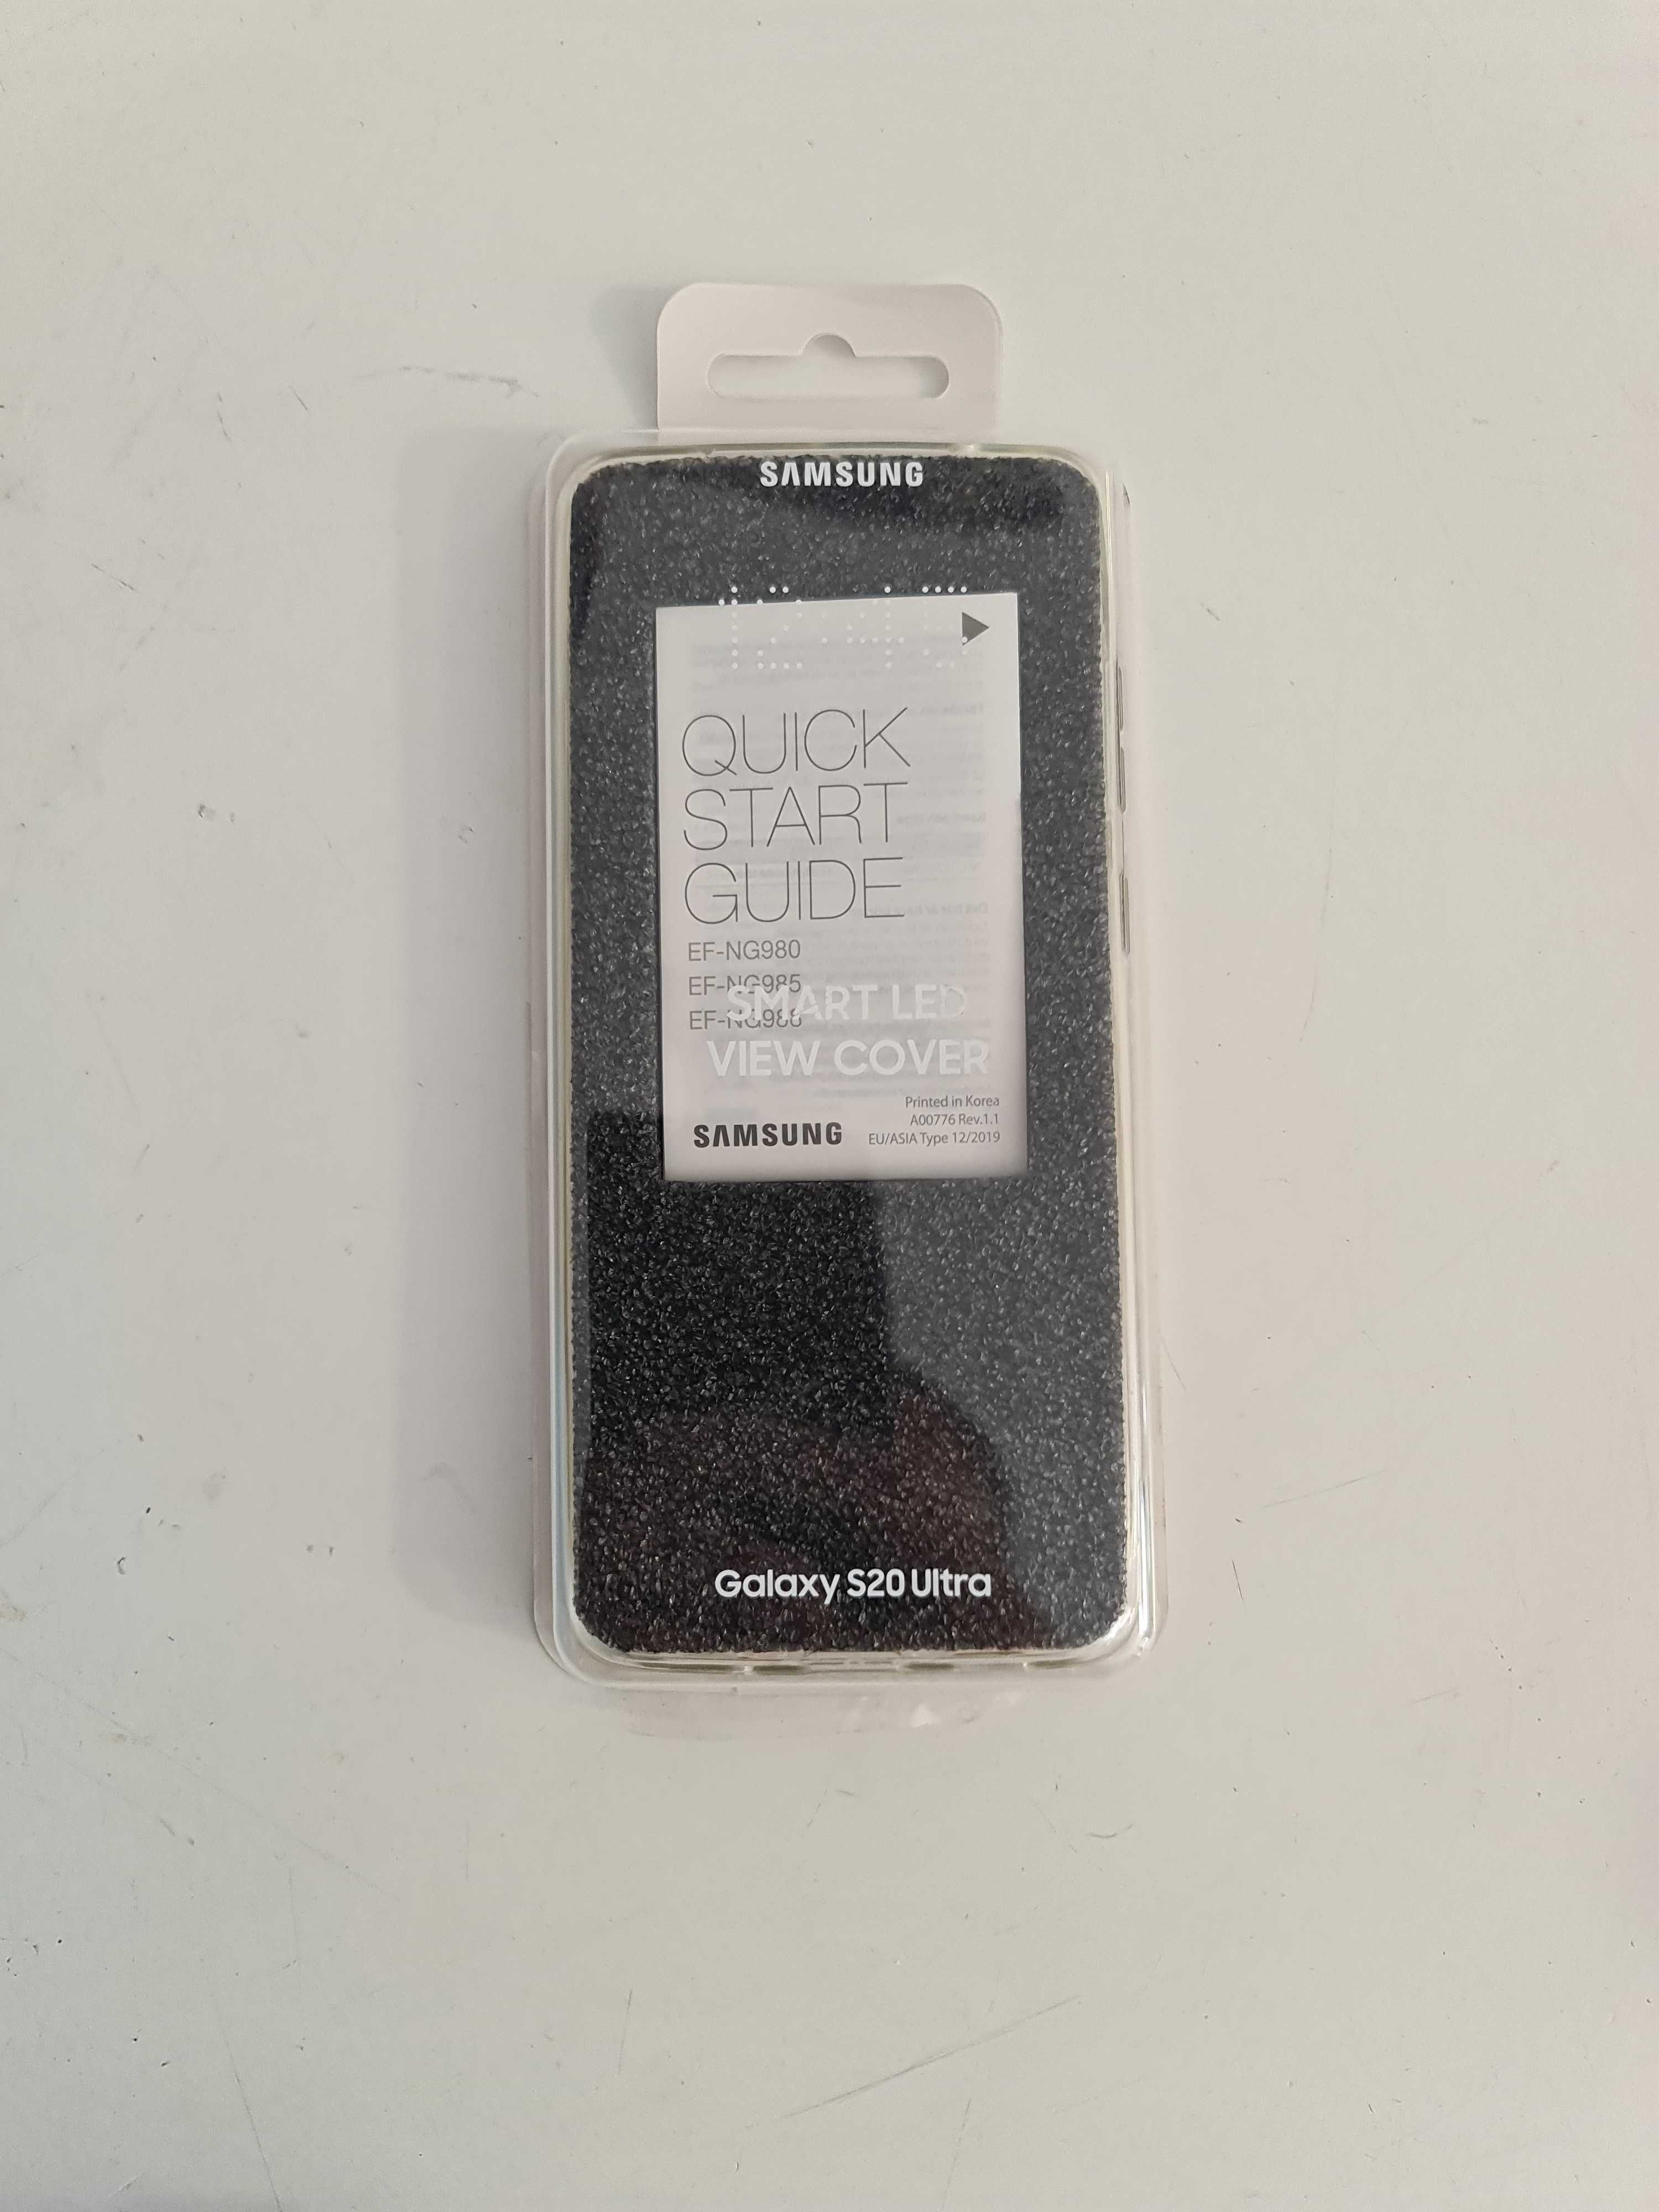 SAMSUNG
QUICK
START
GUIDE
EF-NG980
EF-NG985
EF-NG988
SMART LED
VIEW COVER
Printed in Korea
A00776 Rev.1.1
EU/ASIA Type 12/2019
SAMSUNG
Galaxy S20 Ultra